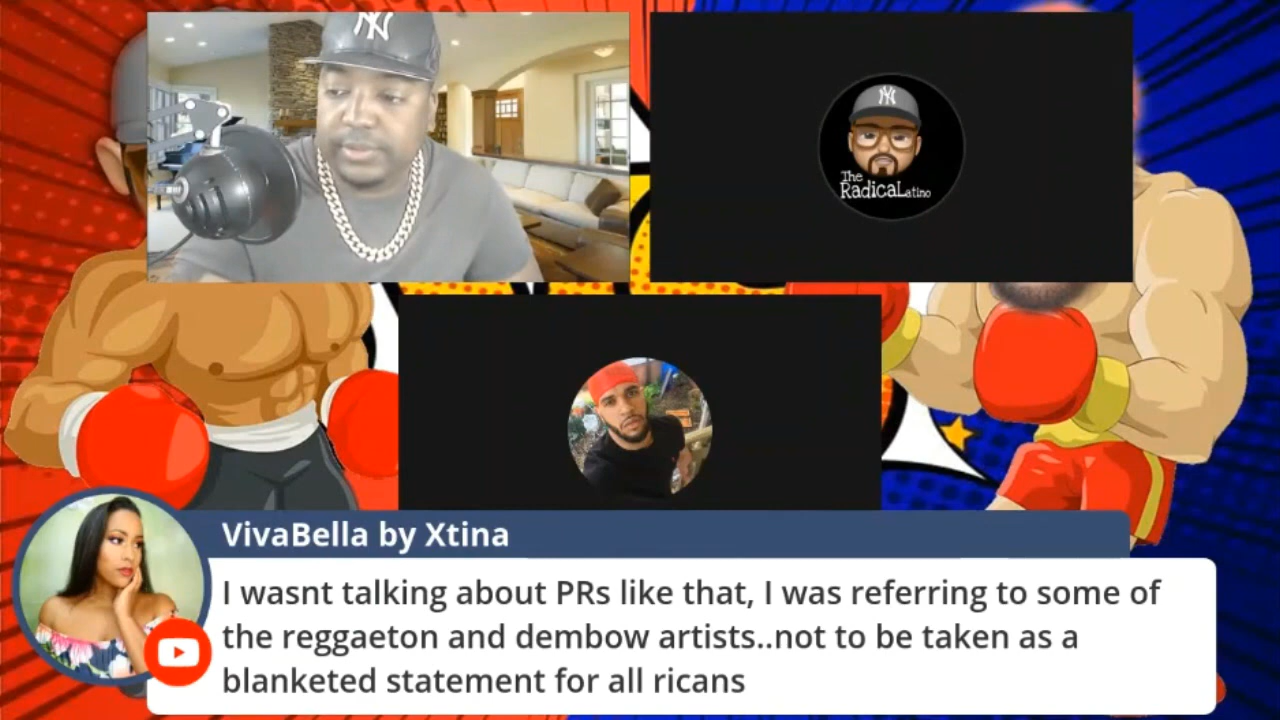 NY
NY
The
RadicaLatino
VivaBella by Xtina
I wasnt talking about PRs like that, I was referring to some of
the reggaeton and dembow artists..not to be taken as a
blanketed statement for all ricans